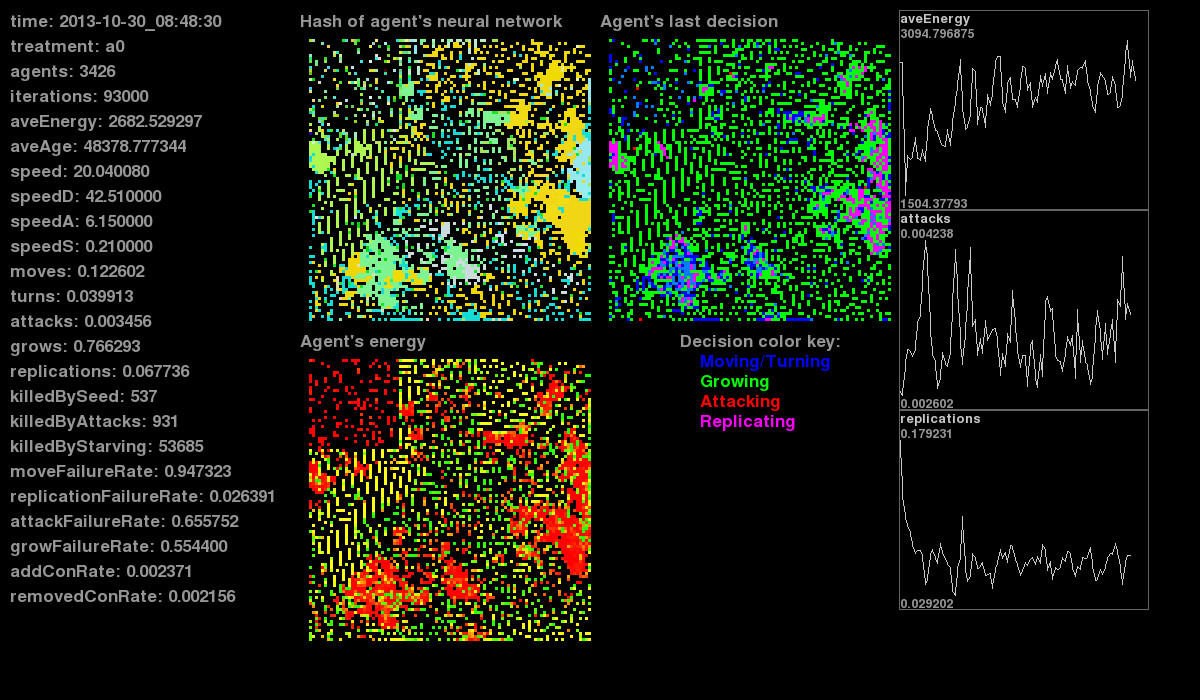 time: 2013-10-30_08:48:30
treatment: a0
agents: 3426
iterations: 93000
aveEnergy: 2682.529297
aveAge: 48378.777344
speed: 20.040080
speedD: 42.510000
speedA: 6.150000
speedS: 0.210000
moves: 0.122602
turns: 0.039913
attacks: 0.003456
grows: 0.766293
replications: 0.067736
killedBySeed: 537
killedByAttacks: 931
killedByStarving: 53685
moveFailureRate: 0.947323
replicationFailureRate: 0.026391
attackFailureRate: 0.655752
growFailureRate: 0.554400
addConRate: 0.002371
removedConRate: 0.002156
Hash of agent's neural network
Agent's last decision
Agent's energy
Decision color key:
Moving/Turning
Growing
Attacking
Replicating
aveEnergy
3094.796875
1504.37793
attacks
0.004238
0.002602
replications
0.179231
0.029202